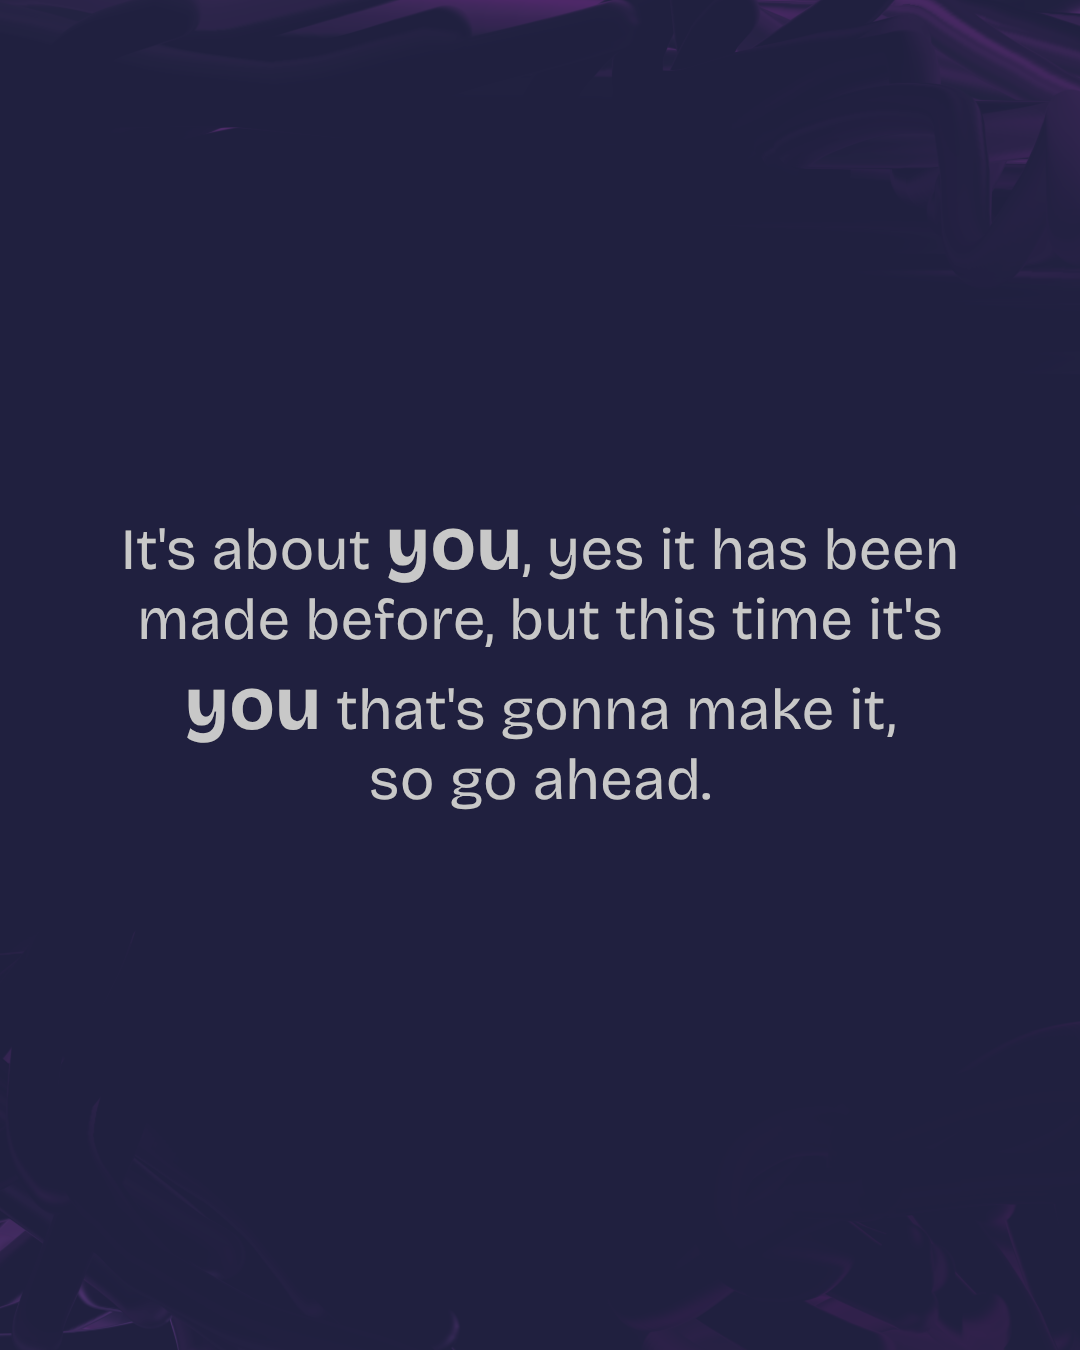 It's about you, yes it has been
made before, but this time it's
you that's gonna make it,
so go ahead.